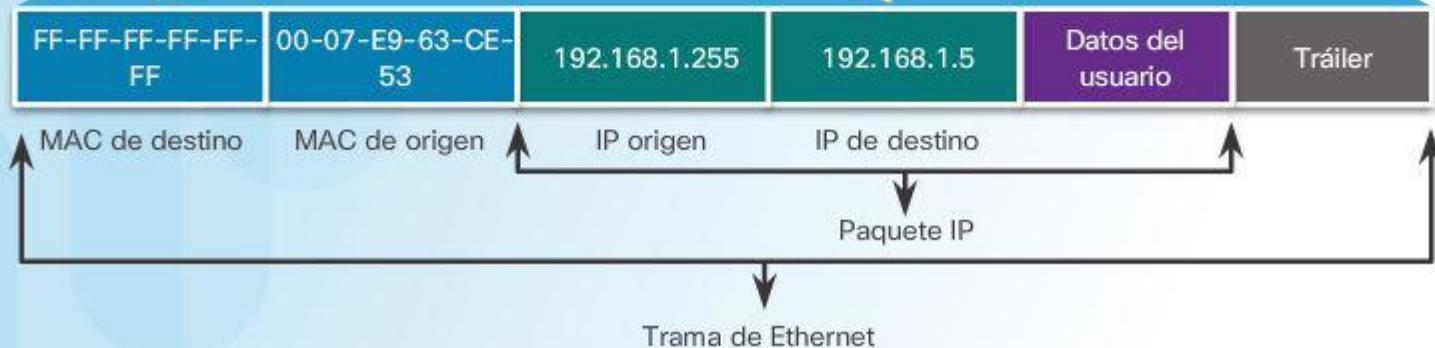 FF-FF-FF-FF-FF-
FF
00-07-E9-63-CE-
53
192.168.1.255
192.168.1.5
Datos del
usuario
Tráiler
MAC de destino
MAC de origen
IP origen
IP de destino
Paquete IP
Trama de Ethernet